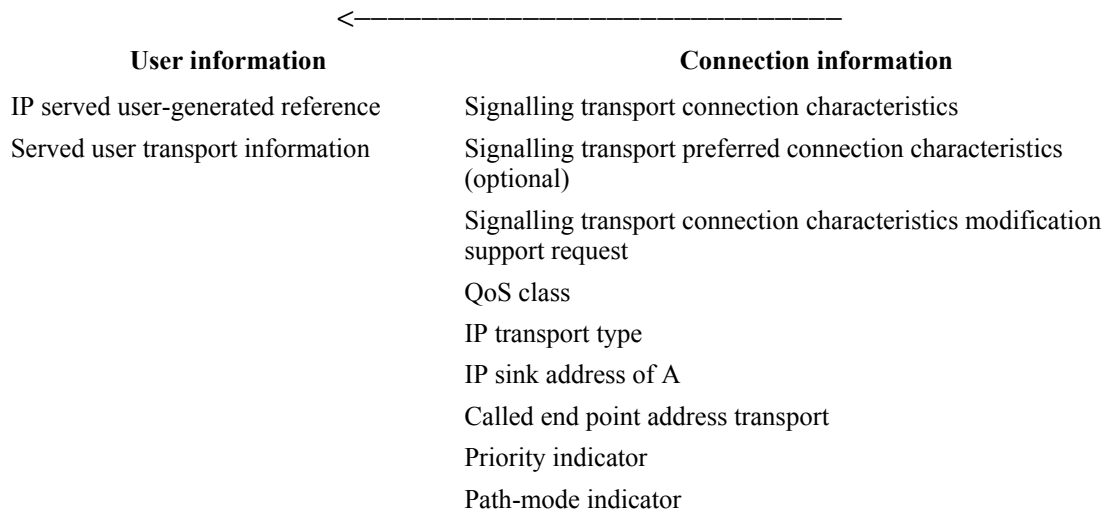 User information
Connection information
IP served user-generated reference
Signalling transport connection characteristics
Served user transport information
Signalling transport preferred connection characteristics
(optional)
Signalling transport connection characteristics modification
support request
QoS class
IP transport type
IP sink address of A
Called end point address transport
Priority indicator
Path-mode indicator